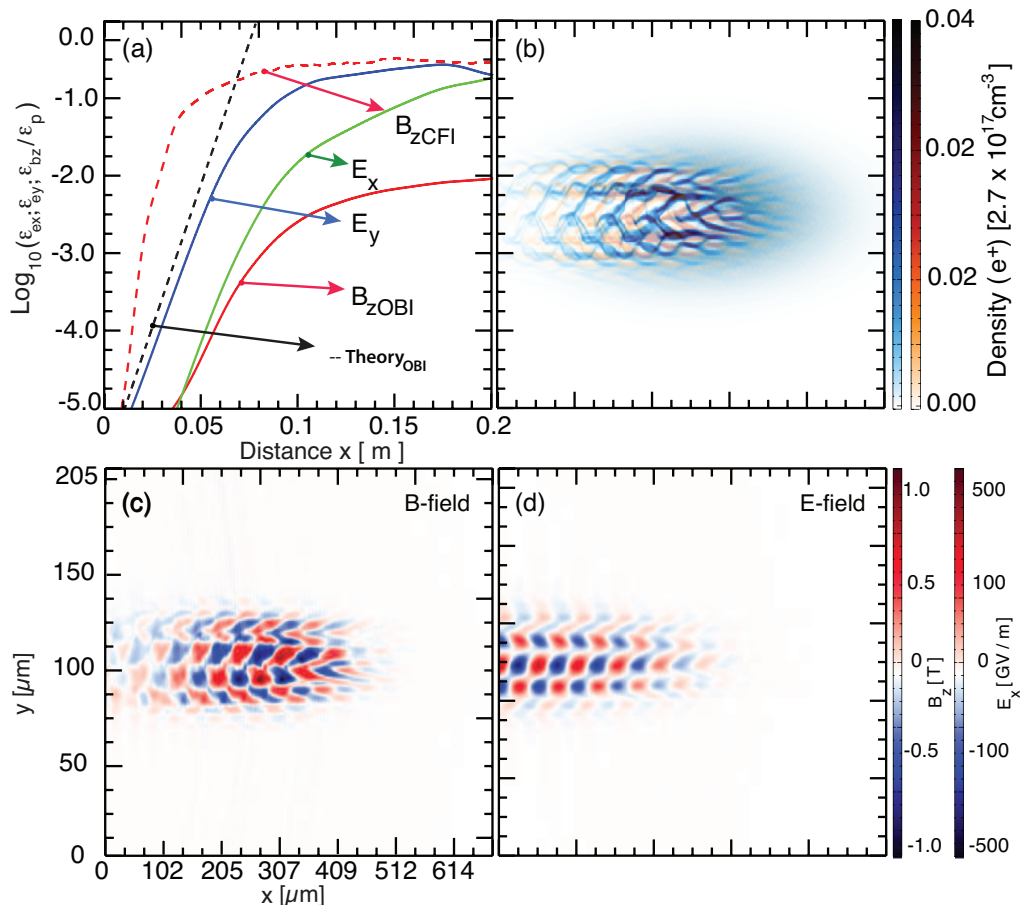 (a)
0.0
-1.0
-2.0
-3.0
-4.0
-5.0
Log10(εex; εey; εbz/εp)
BzCFI
Ex
Ey
BzOBI
-- TheoryOBI
0 0.05 0.1 0.15 0.2
Distance x [ m ]
(b)
0.04
0.02
0.02
0.00
Density (e+) [2.7 x 10^17 cm^-3]
(c)
B-field
205
150
100
50
0
y [μm]
0 102 205 307 409 512 614
x [μm]
(d)
E-field
1.0
0.5
0
-0.5
-1.0
Bz [T]
500
100
0
-100
-500
Ex [GV / m]